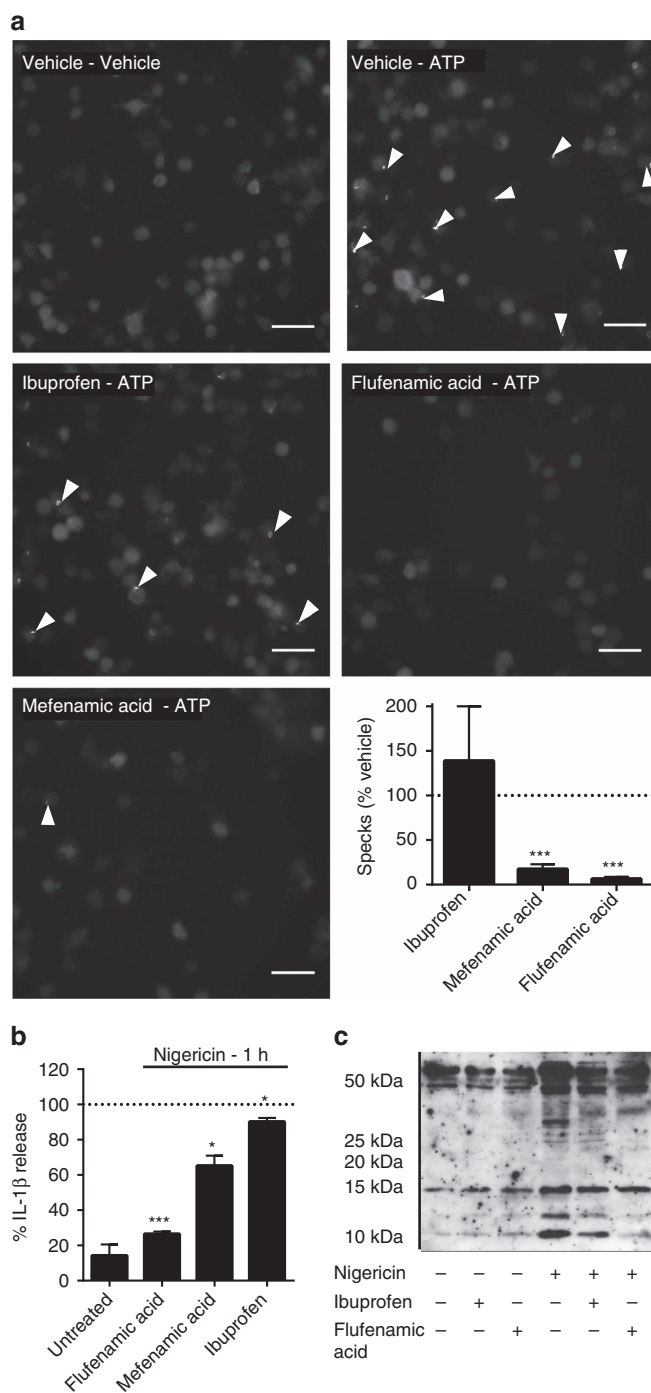 a
Vehicle - Vehicle
Vehicle - ATP
Ibuprofen - ATP
Flufenamic acid - ATP
Mefenamic acid - ATP
Specks (% vehicle)
200
150
100
50
0
***
***
Ibuprofen
Mefenamic acid
Flufenamic acid
b
Nigericin - 1 h
% IL-1β release
120
100
80
60
40
20
0
***
*
*
Untreated
Flufenamic acid
Mefenamic acid
Ibuprofen
c
50 kDa
25 kDa
20 kDa
15 kDa
10 kDa
Nigericin – – – + + +
Ibuprofen – + – – + –
Flufenamic – – + – – +
acid